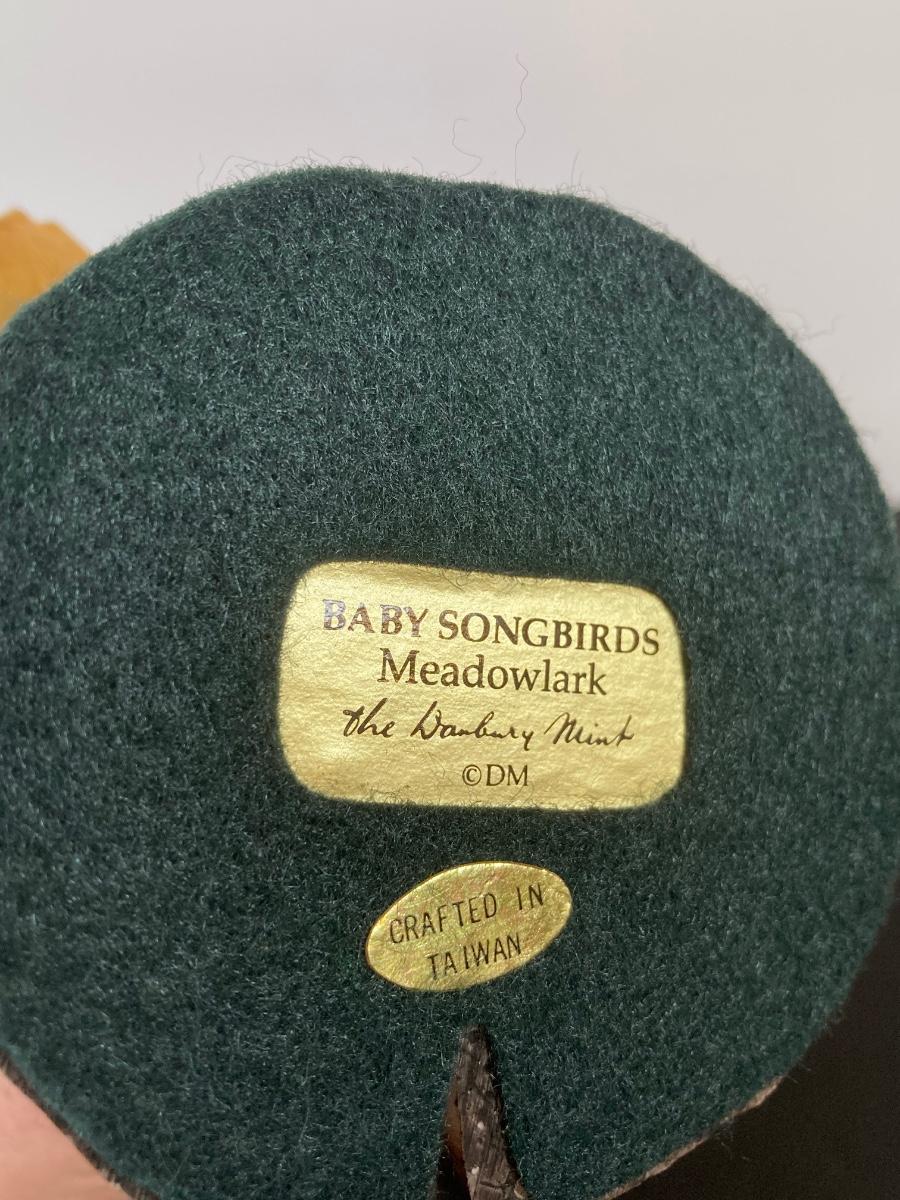 BABY SONGBIRDS
Meadowlark
the Danbury Mint
©DM
CRAFTED IN
TAIWAN